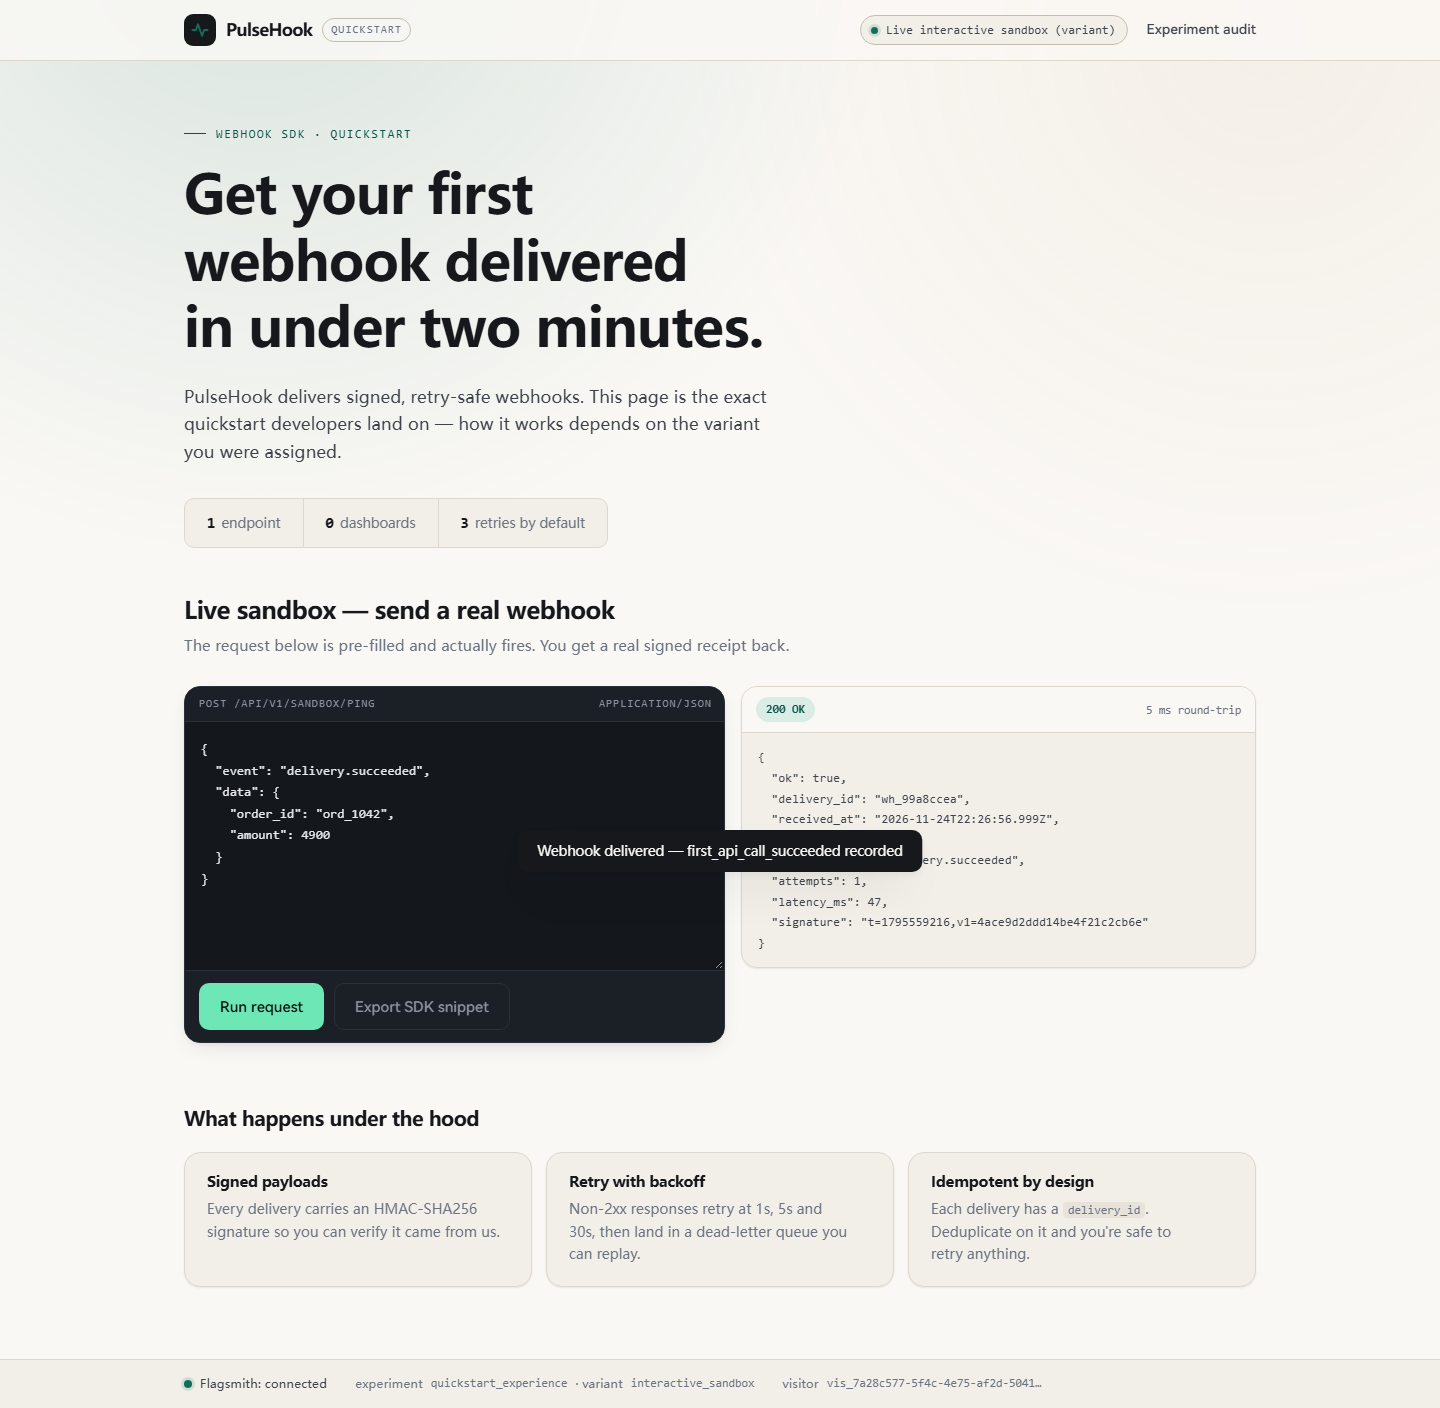 PulseHook
QUICKSTART
Live interactive sandbox (variant)
Experiment audit
WEBHOOK SDK · QUICKSTART
Get your first
webhook delivered
in under two minutes.
PulseHook delivers signed, retry-safe webhooks. This page is the exact
quickstart developers land on — how it works depends on the variant
you were assigned.
1 endpoint
0 dashboards
3 retries by default
Live sandbox — send a real webhook
The request below is pre-filled and actually fires. You get a real signed receipt back.
POST /API/V1/SANDBOX/PING
APPLICATION/JSON
{
"event": "delivery.succeeded",
"data": {
"order_id": "ord_1042",
"amount": 4900
}
}
Run request
Export SDK snippet
200 OK
5 ms round-trip
{
"ok": true,
"delivery_id": "wh_99a8ccea",
"received_at": "2026-11-24T22:26:56.999Z",
ery.succeeded",
"attempts": 1,
"latency_ms": 47,
"signature": "t=1795559216,v1=4ace9d2ddd14be4f21c2cb6e"
}
Webhook delivered — first_api_call_succeeded recorded
What happens under the hood
Signed payloads
Every delivery carries an HMAC-SHA256
signature so you can verify it came from us.
Retry with backoff
Non-2xx responses retry at 1s, 5s and
30s, then land in a dead-letter queue you
can replay.
Idempotent by design
Each delivery has a delivery_id.
Deduplicate on it and you're safe to
retry anything.
Flagsmith: connected
experiment quickstart_experience · variant interactive_sandbox
visitor vis_7a28c577-5f4c-4e75-af2d-5041…